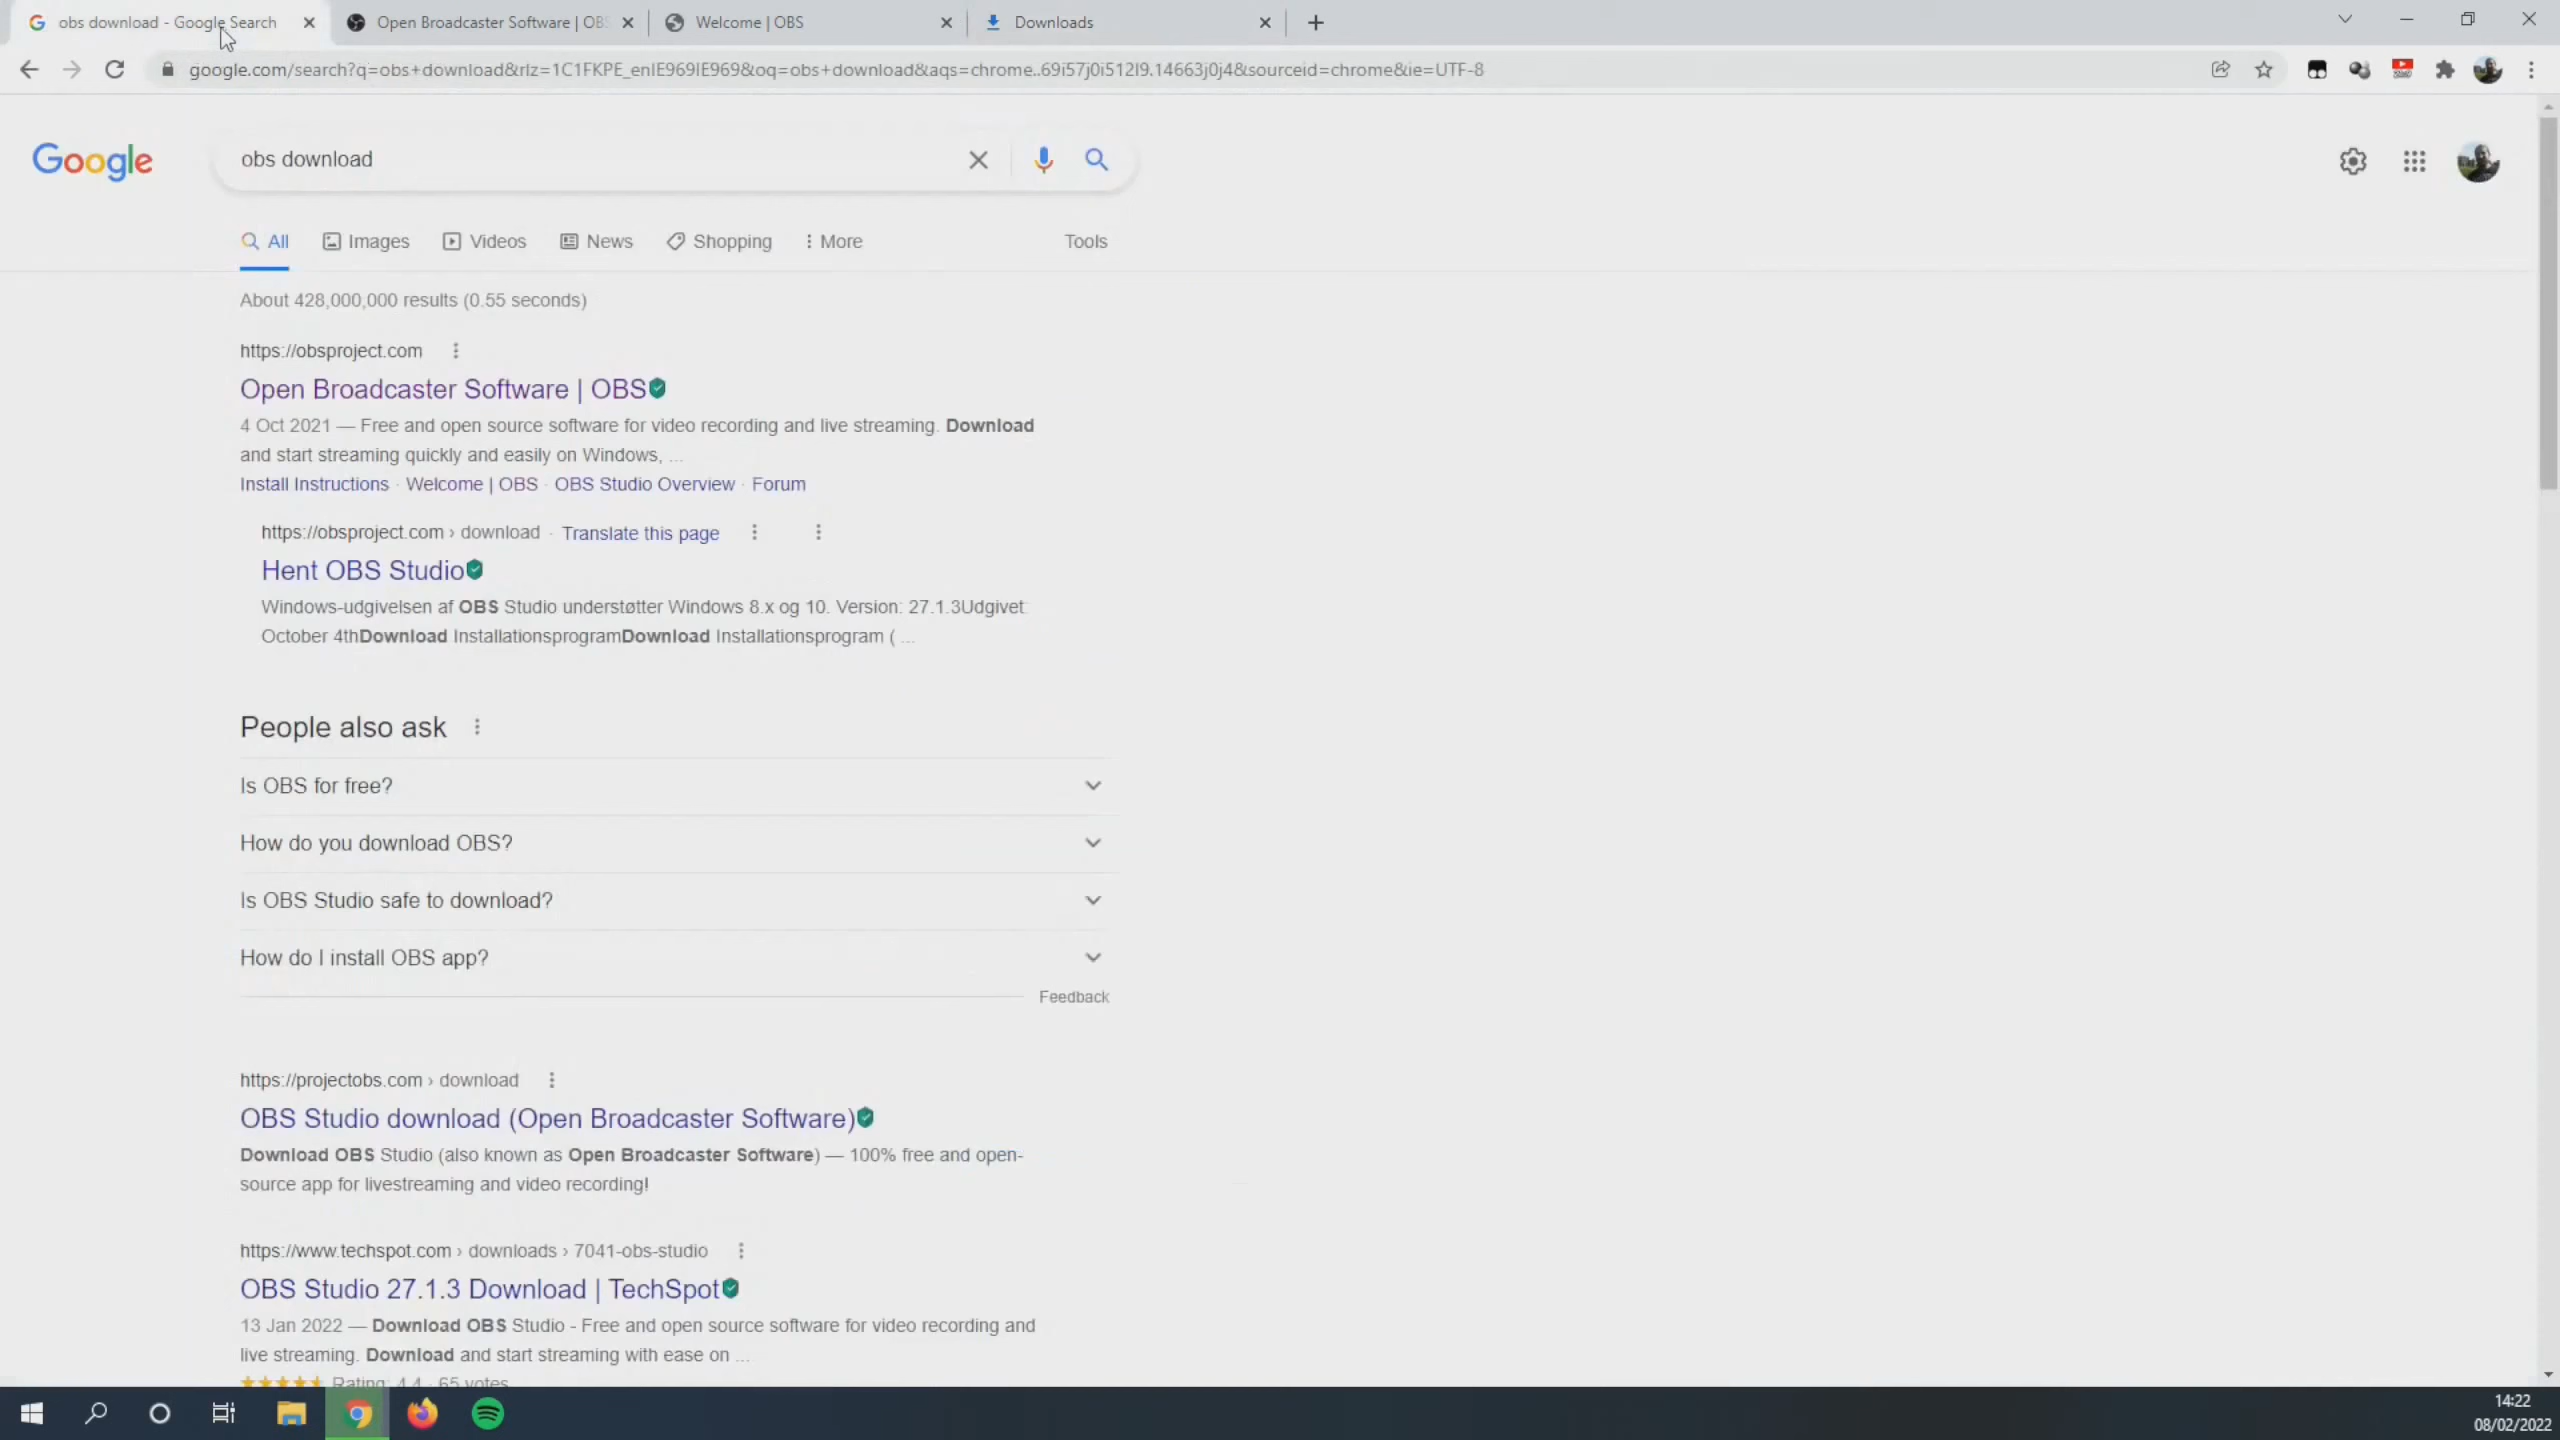 obs download - Google Search
Open Broadcaster Software | OBS
Welcome | OBS
Downloads
google.com/search?q=obs+download&rlz=1C1FKPE_enIE969IE969&oq=obs+download&aqs=chrome..69i57j0i512l9.14663j0j4&sourceid=chrome&ie=UTF-8
Google
obs download
All
Images
Videos
News
Shopping
More
Tools
About 428,000,000 results (0.55 seconds)
https://obsproject.com
Open Broadcaster Software | OBS
4 Oct 2021 — Free and open source software for video recording and live streaming. Download
and start streaming quickly and easily on Windows, ...
Install Instructions · Welcome | OBS · OBS Studio Overview · Forum
https://obsproject.com › download · Translate this page
Hent OBS Studio
Windows-udgivelsen af OBS Studio understøtter Windows 8.x og 10. Version: 27.1.3Udgivet:
October 4thDownload InstallationsprogramDownload Installationsprogram ( ...
People also ask
Is OBS for free?
How do you download OBS?
Is OBS Studio safe to download?
How do I install OBS app?
Feedback
https://projectobs.com › download
OBS Studio download (Open Broadcaster Software)
Download OBS Studio (also known as Open Broadcaster Software) — 100% free and open-
source app for livestreaming and video recording!
https://www.techspot.com › downloads › 7041-obs-studio
OBS Studio 27.1.3 Download | TechSpot
13 Jan 2022 — Download OBS Studio - Free and open source software for video recording and
live streaming. Download and start streaming with ease on ...
Rating: 4.4 · 65 votes
14:22
08/02/2022